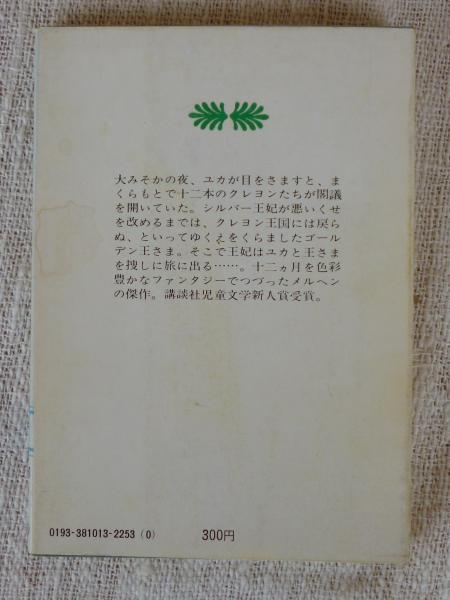 大みそかの夜、ユカが目をさますと、ま
くらもとで十二本のクレヨンたちが閣議
を開いていた。シルバー王妃が悪いくせ
を改めるまでは、クレヨン王国には戻ら
ぬ、といってゆくえをくらましたゴール
デン王さま。そこで王妃はユカと王さま
を捜しに旅に出る……。十二ヵ月を色彩
豊かなファンタジーでつづったメルヘン
の傑作。講談社児童文学新人賞受賞。
0193-381013-2253 (0)
300円